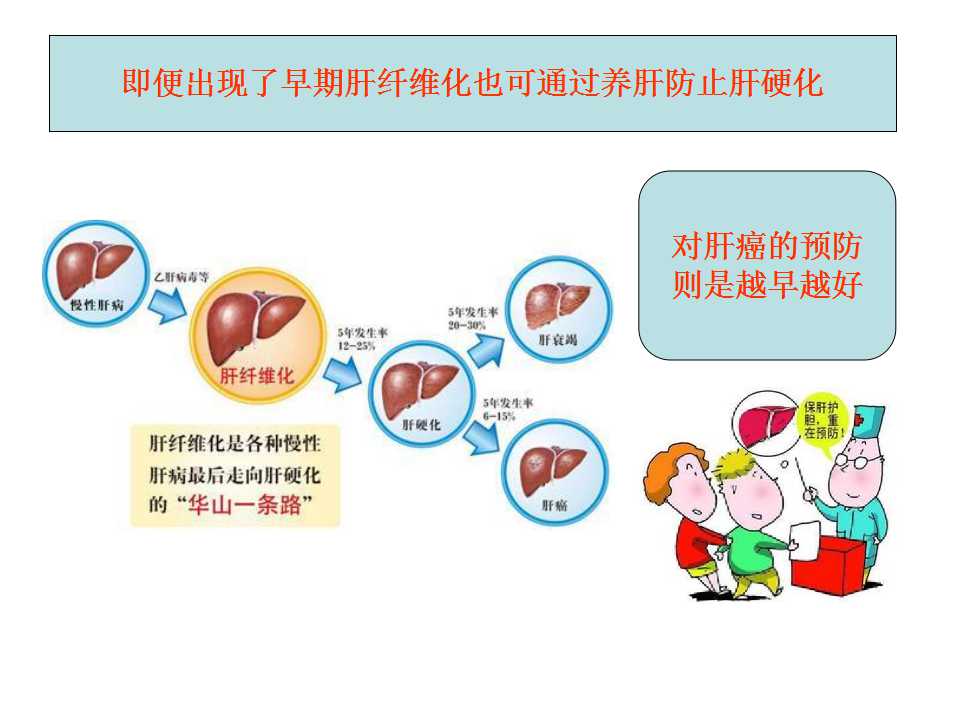 即便出现了早期肝纤维化也可通过养肝防止肝硬化
对肝癌的预防
则是越早越好
慢性肝病
乙肝病毒等
肝纤维化
5年发生率
12-25%
肝硬化
5年发生率
20-30%
肝衰竭
5年发生率
6-15%
肝癌
肝纤维化是各种慢性
肝病最后走向肝硬化
的“华山一条路”
保肝护
胆，重
在预防！